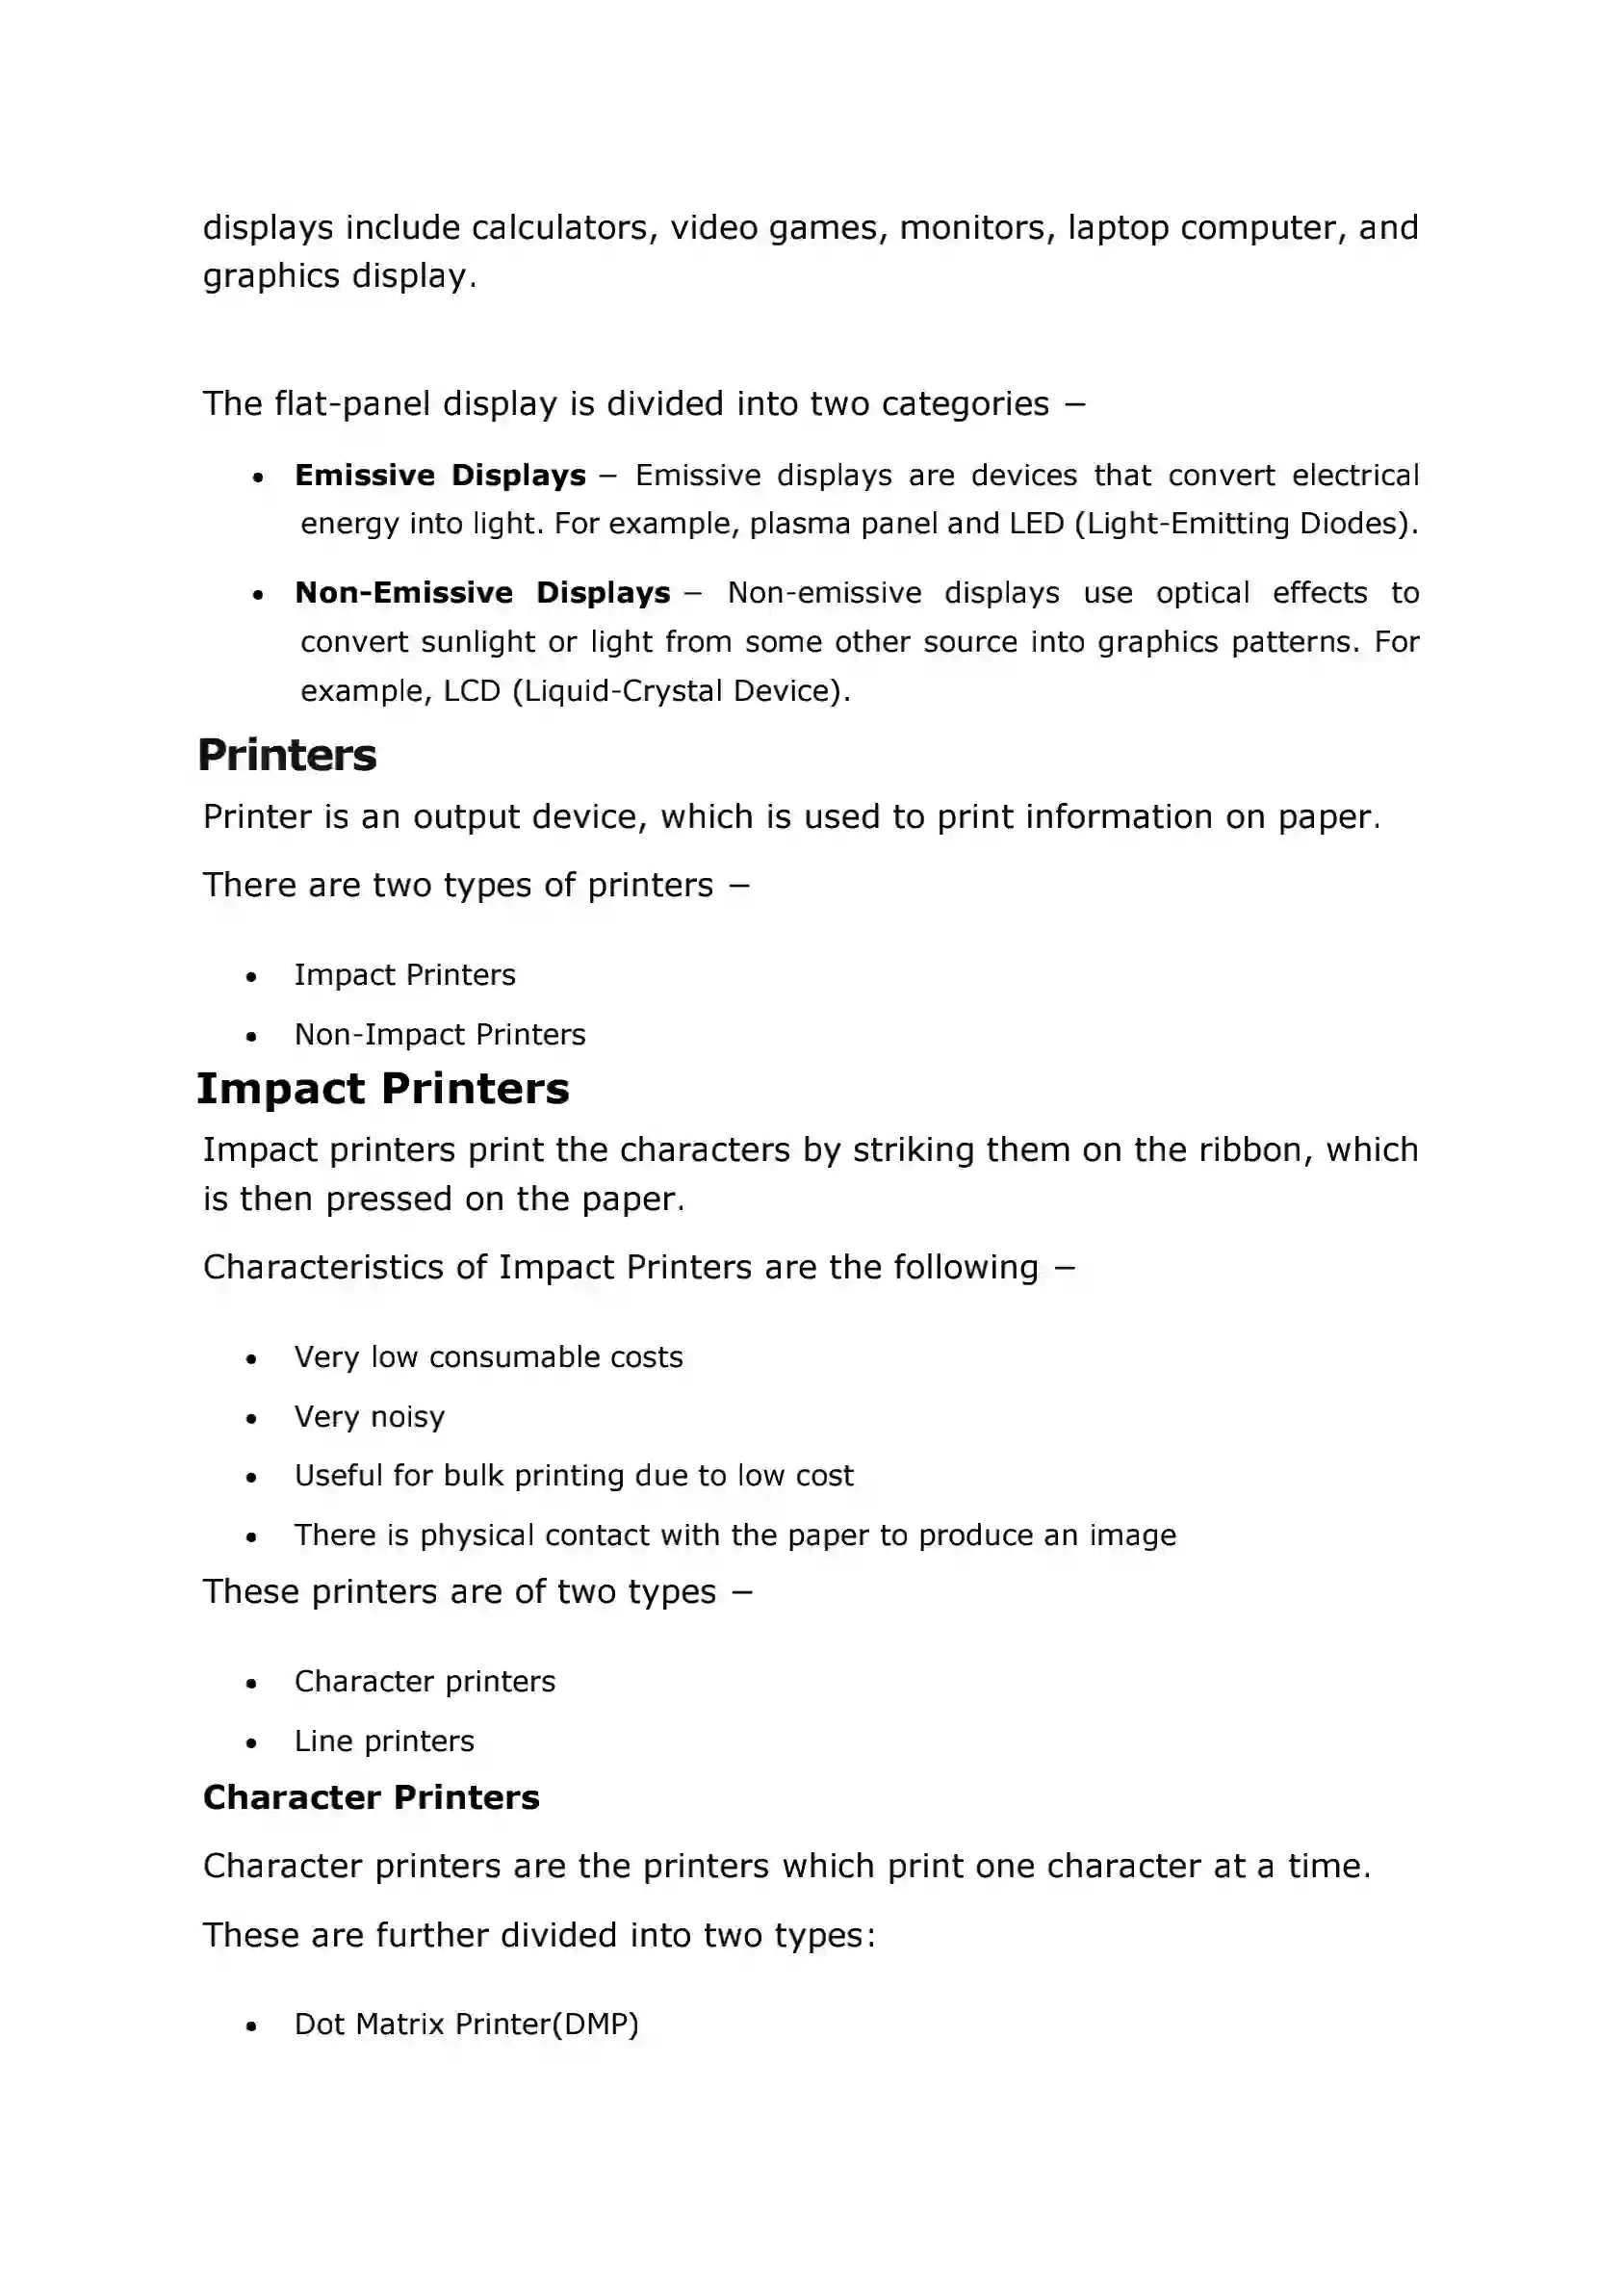 displays include calculators, video games, monitors, laptop computer, and
graphics display.
The flat-panel display is divided into two categories −
• Emissive Displays − Emissive displays are devices that convert electrical
energy into light. For example, plasma panel and LED (Light-Emitting Diodes).
• Non-Emissive Displays − Non-emissive displays use optical effects to
convert sunlight or light from some other source into graphics patterns. For
example, LCD (Liquid-Crystal Device).
Printers
Printer is an output device, which is used to print information on paper.
There are two types of printers −
• Impact Printers
• Non-Impact Printers
Impact Printers
Impact printers print the characters by striking them on the ribbon, which
is then pressed on the paper.
Characteristics of Impact Printers are the following −
• Very low consumable costs
• Very noisy
• Useful for bulk printing due to low cost
• There is physical contact with the paper to produce an image
These printers are of two types −
• Character printers
• Line printers
Character Printers
Character printers are the printers which print one character at a time.
These are further divided into two types:
• Dot Matrix Printer(DMP)